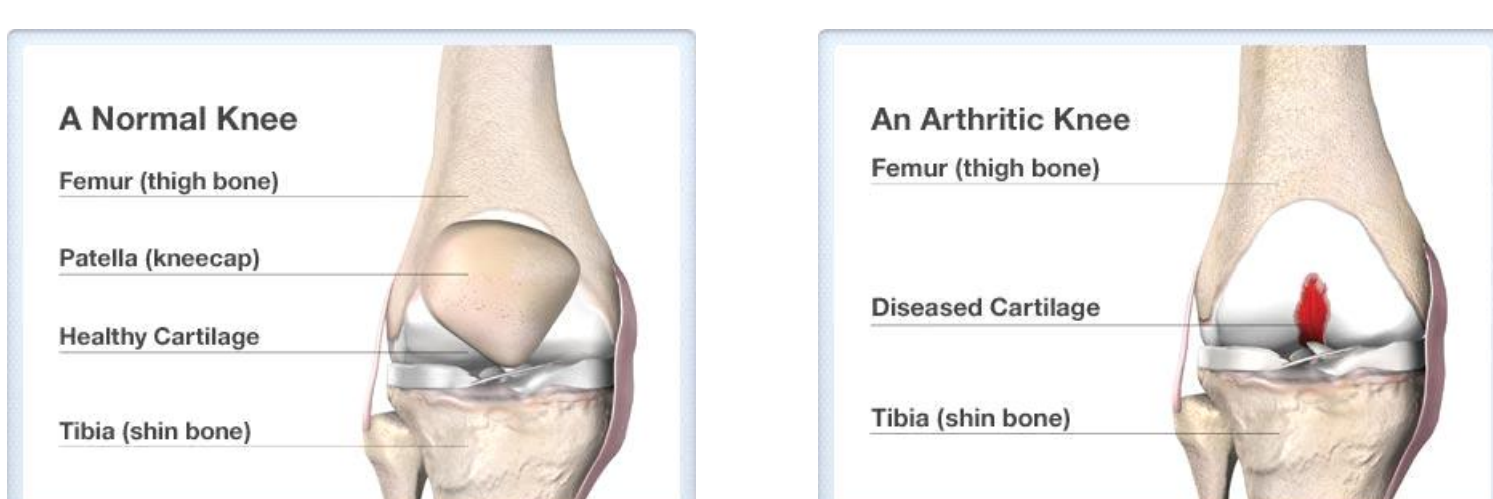 A Normal Knee
Femur (thigh bone)
Patella (kneecap)
Healthy Cartilage
Tibia (shin bone)
An Arthritic Knee
Femur (thigh bone)
Diseased Cartilage
Tibia (shin bone)